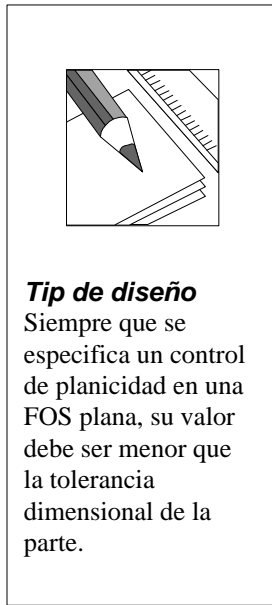 Tip de diseño
Siempre que se
especifica un control
de planicidad en una
FOS plana, su valor
debe ser menor que
la tolerancia
dimensional de la
parte.